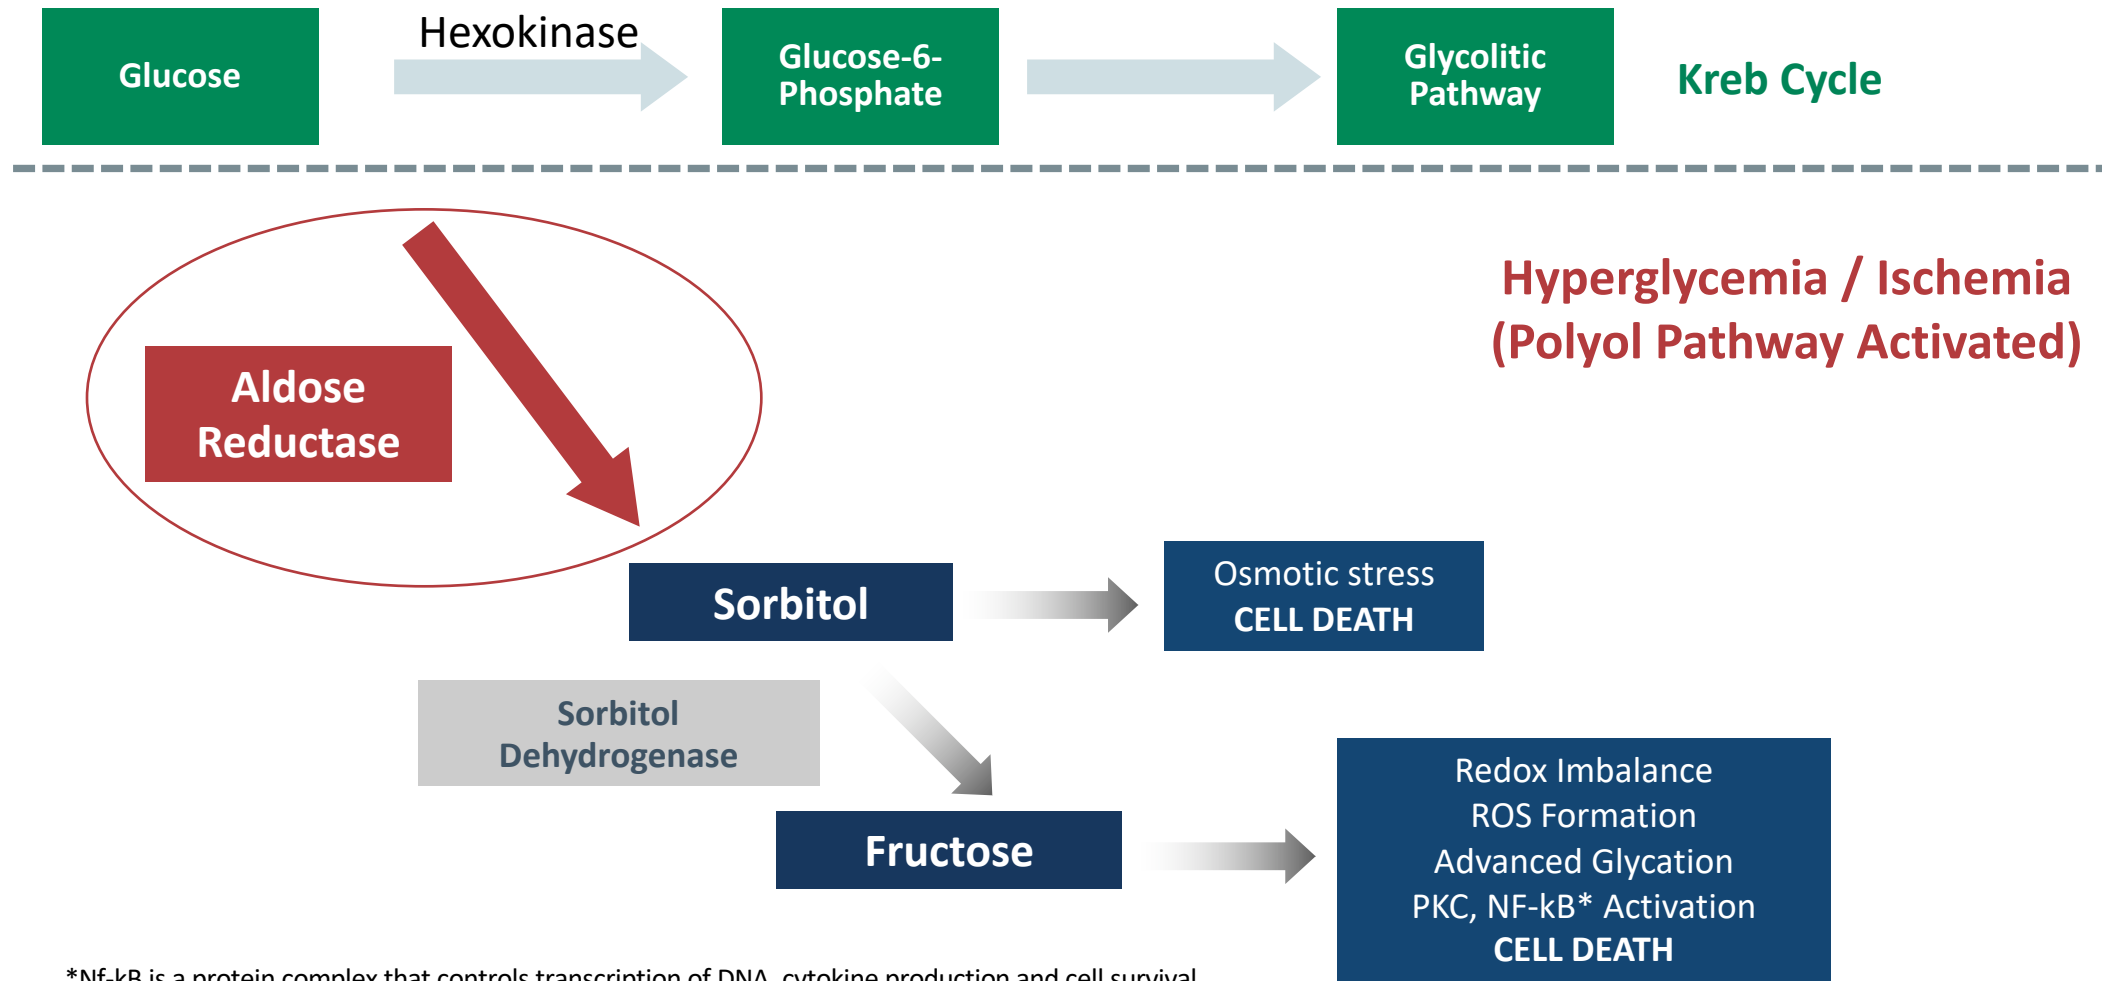 Glucose
Hexokinase
Glucose-6-
Phosphate
Glycolitic
Pathway
Kreb Cycle
Hyperglycemia / Ischemia
(Polyol Pathway Activated)
Aldose
Reductase
Sorbitol
Osmotic stress
CELL DEATH
Sorbitol
Dehydrogenase
Fructose
Redox Imbalance
ROS Formation
Advanced Glycation
PKC, NF-kB* Activation
CELL DEATH
*Nf-kB is a protein complex that controls transcription of DNA, cytokine production and cell survival